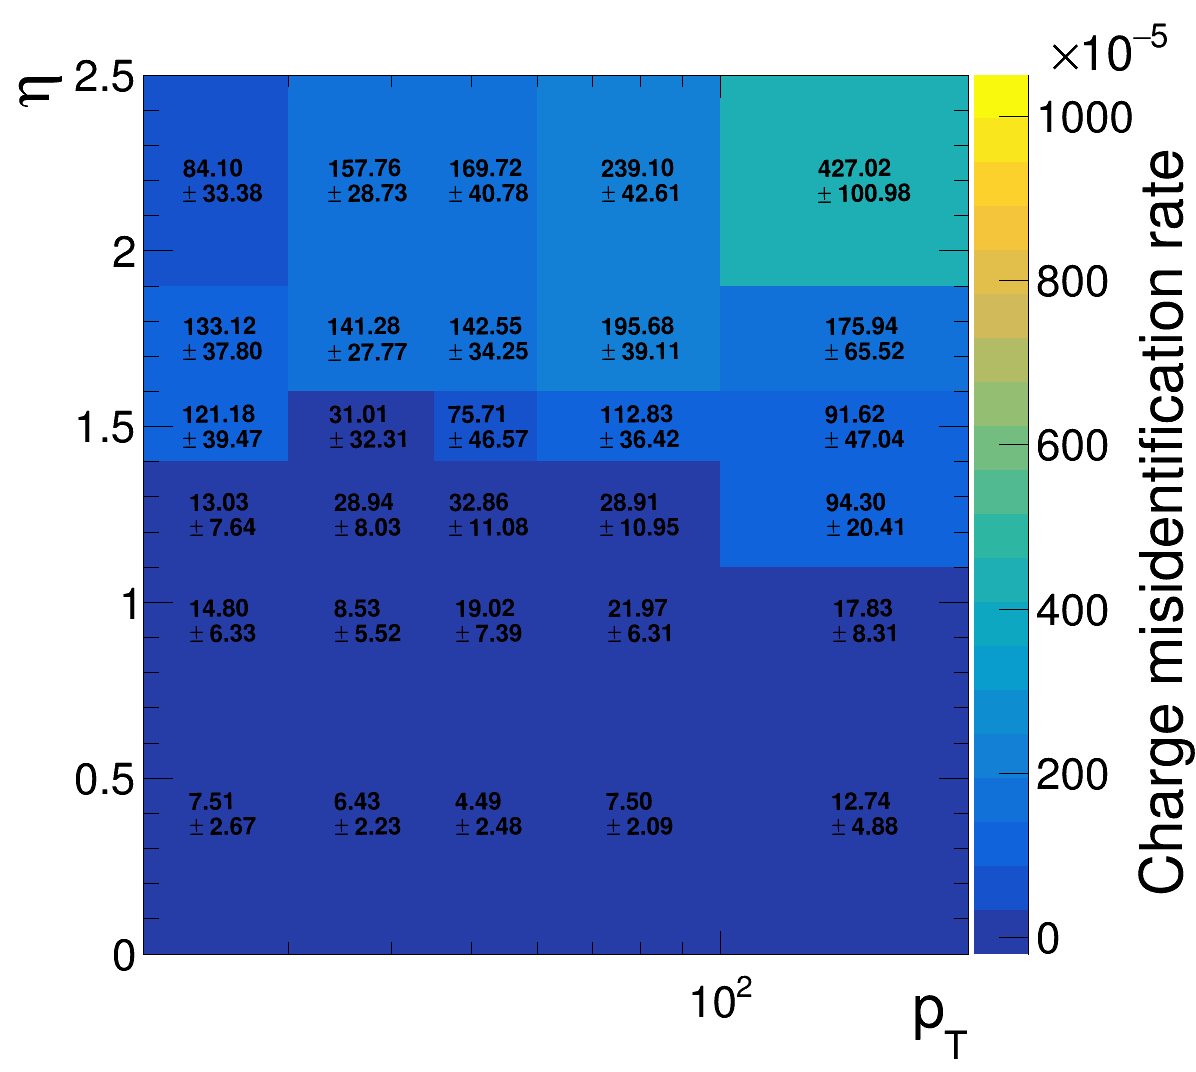 ×10⁻⁵
η
2.5
84.10 157.76 169.72 239.10 427.02
± 33.38 ± 28.73 ± 40.78 ± 42.61 ± 100.98
2
133.12 141.28 142.55 195.68 175.94
± 37.80 ± 27.77 ± 34.25 ± 39.11 ± 65.52
1.5
121.18 31.01 75.71 112.83 91.62
± 39.47 ± 32.31 ± 46.57 ± 36.42 ± 47.04
13.03 28.94 32.86 28.91 94.30
± 7.64 ± 8.03 ± 11.08 ± 10.95 ± 20.41
1
14.80 8.53 19.02 21.97 17.83
± 6.33 ± 5.52 ± 7.39 ± 6.31 ± 8.31
0.5
7.51 6.43 4.49 7.50 12.74
± 2.67 ± 2.23 ± 2.48 ± 2.09 ± 4.88
0
10²
p_T
1000
800
600
400
200
0
Charge misidentification rate